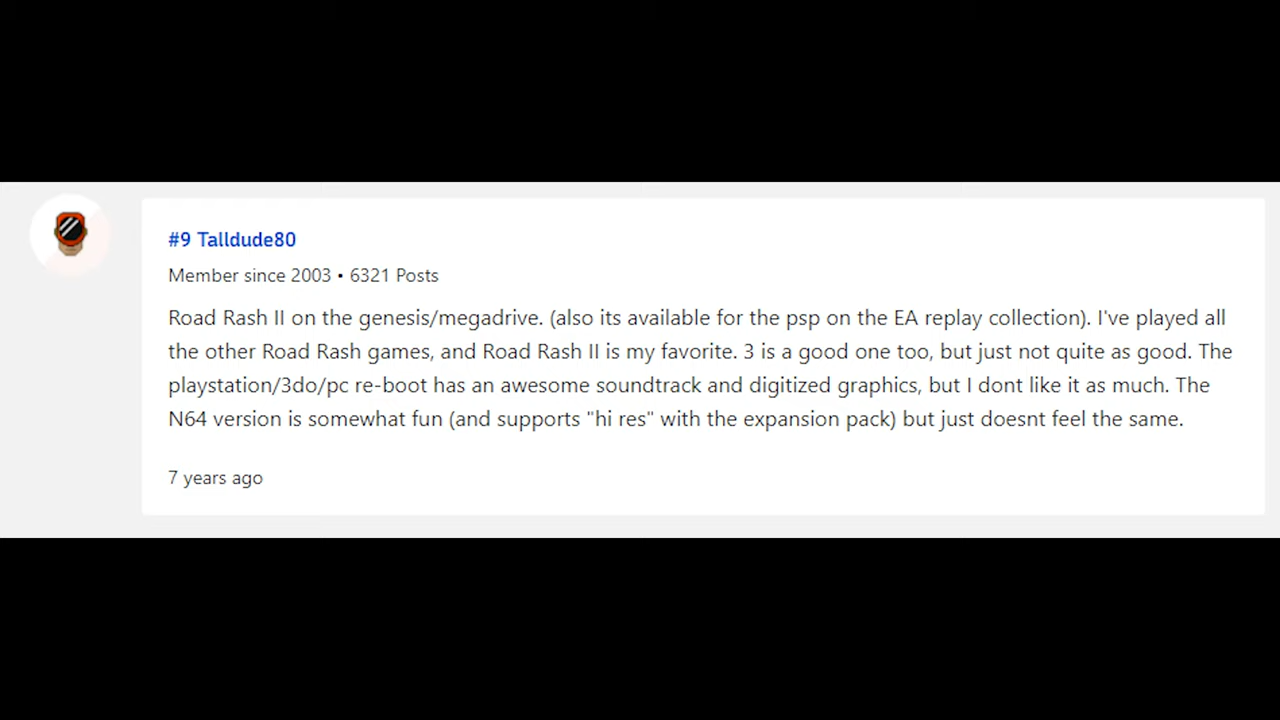 #9 Talldude80
Member since 2003 • 6321 Posts
Road Rash II on the genesis/megadrive. (also its available for the psp on the EA replay collection). I've played all
the other Road Rash games, and Road Rash II is my favorite. 3 is a good one too, but just not quite as good. The
playstation/3do/pc re-boot has an awesome soundtrack and digitized graphics, but I dont like it as much. The
N64 version is somewhat fun (and supports "hi res" with the expansion pack) but just doesnt feel the same.
7 years ago